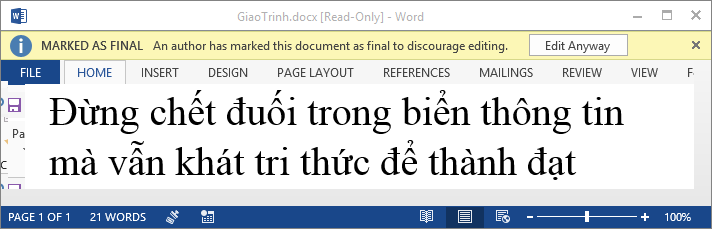 GiaoTrinh.docx [Read-Only] - Word
MARKED AS FINAL An author has marked this document as final to discourage editing. Edit Anyway
FILE HOME INSERT DESIGN PAGE LAYOUT REFERENCES MAILINGS REVIEW VIEW
Đừng chết đuối trong biển thông tin
mà vẫn khát tri thức để thành đạt
Pa
C
PAGE 1 OF 1 21 WORDS 100%